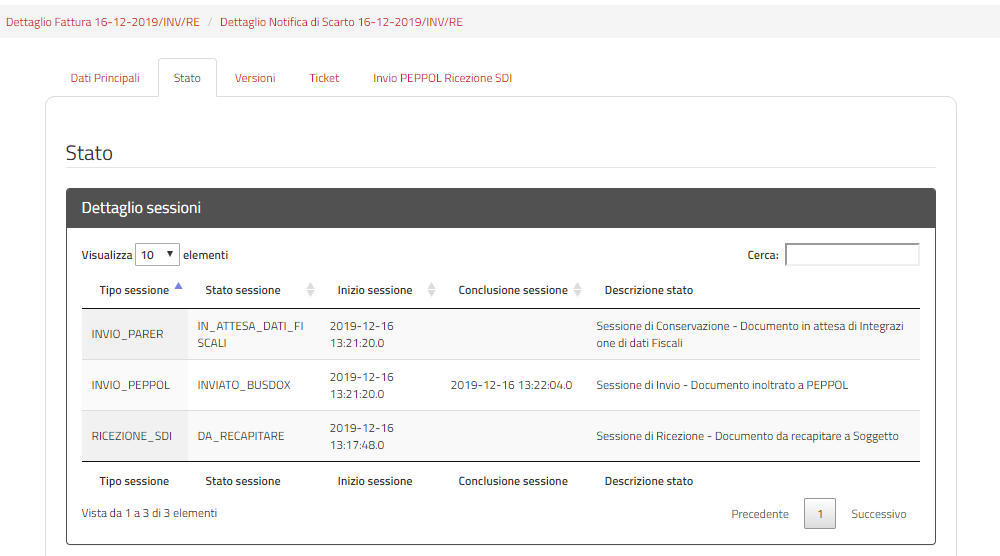 Dettaglio Fattura 16-12-2019/INV/RE / Dettaglio Notifica di Scarto 16-12-2019/INV/RE
Dati Principali Stato Versioni Ticket Invio PEPPOL Ricezione SDI
Stato
Dettaglio sessioni
Visualizza 10 elementi Cerca:
Tipo sessione Stato sessione Inizio sessione Conclusione sessione Descrizione stato
INVIO_PARER IN_ATTESA_DATI_FI
SCALI 2019-12-16
13:21:20.0 Sessione di Conservazione - Documento in attesa di Integrazi
one di dati Fiscali
INVIO_PEPPOL INVIATO_BUSDOX 2019-12-16
13:21:20.0 2019-12-16 13:22:04.0 Sessione di Invio - Documento inoltrato a PEPPOL
RICEZIONE_SDI DA_RECAPITARE 2019-12-16
13:17:48.0 Sessione di Ricezione - Documento da recapitare a Soggetto
Tipo sessione Stato sessione Inizio sessione Conclusione sessione Descrizione stato
Vista da 1 a 3 di 3 elementi Precedente 1 Successivo